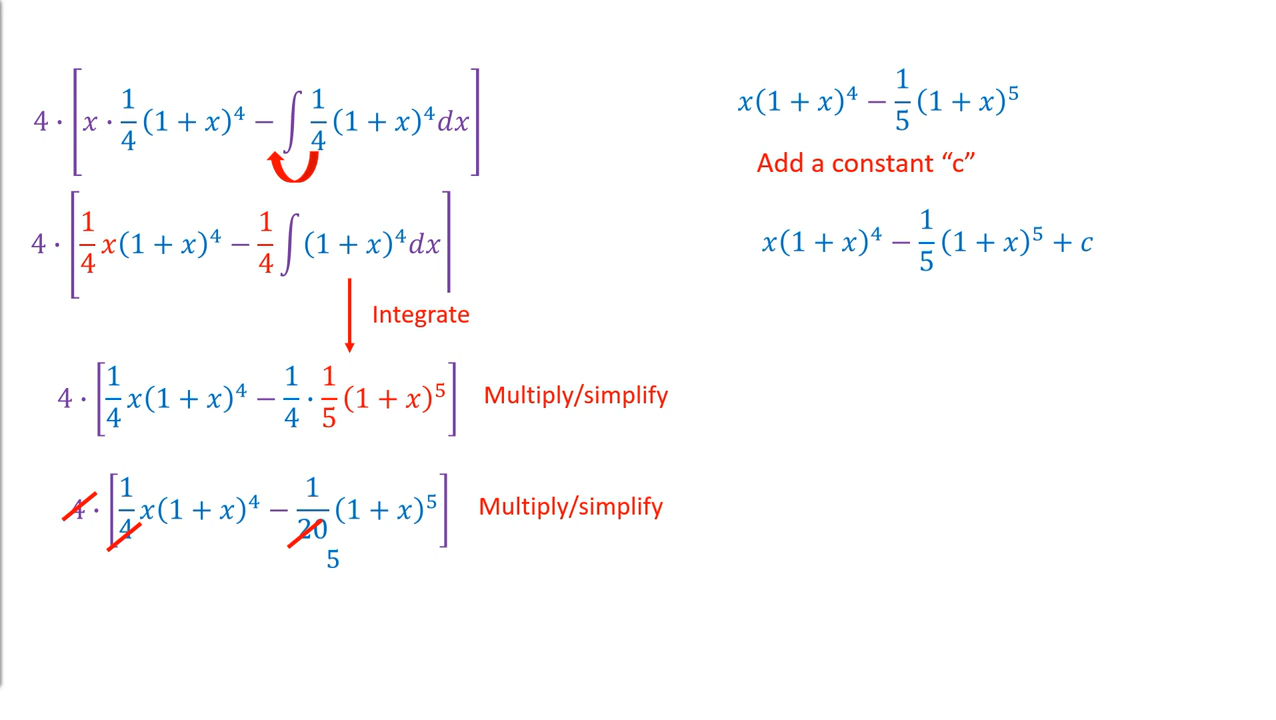 4 · [x · 1/4 (1 + x)⁴ − ∫ 1/4 (1 + x)⁴ dx]
4 · [1/4 x(1 + x)⁴ − 1/4 ∫ (1 + x)⁴ dx]
Integrate
4 · [1/4 x(1 + x)⁴ − 1/4 · 1/5 (1 + x)⁵] Multiply/simplify
4 · [1/4 x(1 + x)⁴ − 1/20 (1 + x)⁵] Multiply/simplify
5
x(1 + x)⁴ − 1/5 (1 + x)⁵
Add a constant “c”
x(1 + x)⁴ − 1/5 (1 + x)⁵ + c